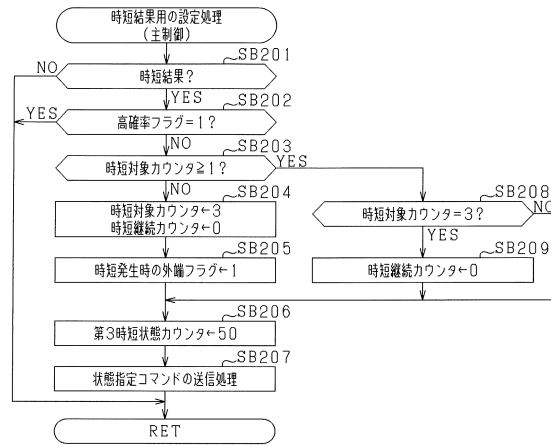 時短結果用の設定処理
(主制御)
SB201
NO
時短結果?
YES
SB202
YES
高確率フラグ=1?
NO
SB203
時短対象カウンタ≧1?
YES
NO
SB204
時短対象カウンタ←3
時短継続カウンタ←0
SB208
時短対象カウンタ=3?
NO
YES
SB205
時短発生時の外端フラグ←1
SB209
時短継続カウンタ←0
SB206
第3時短状態カウンタ←50
SB207
状態指定コマンドの送信処理
RET